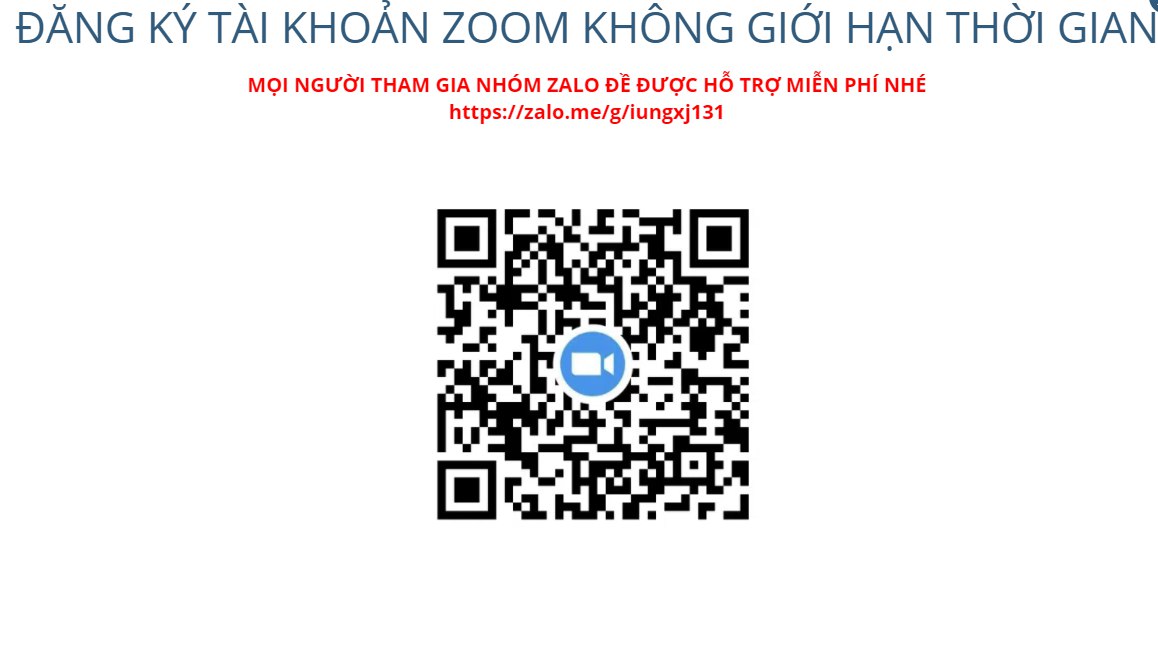 ĐĂNG KÝ TÀI KHOẢN ZOOM KHÔNG GIỚI HẠN THỜI GIAN
MỌI NGƯỜI THAM GIA NHÓM ZALO ĐỀ ĐƯỢC HỖ TRỢ MIỄN PHÍ NHÉ
https://zalo.me/g/iungxj131